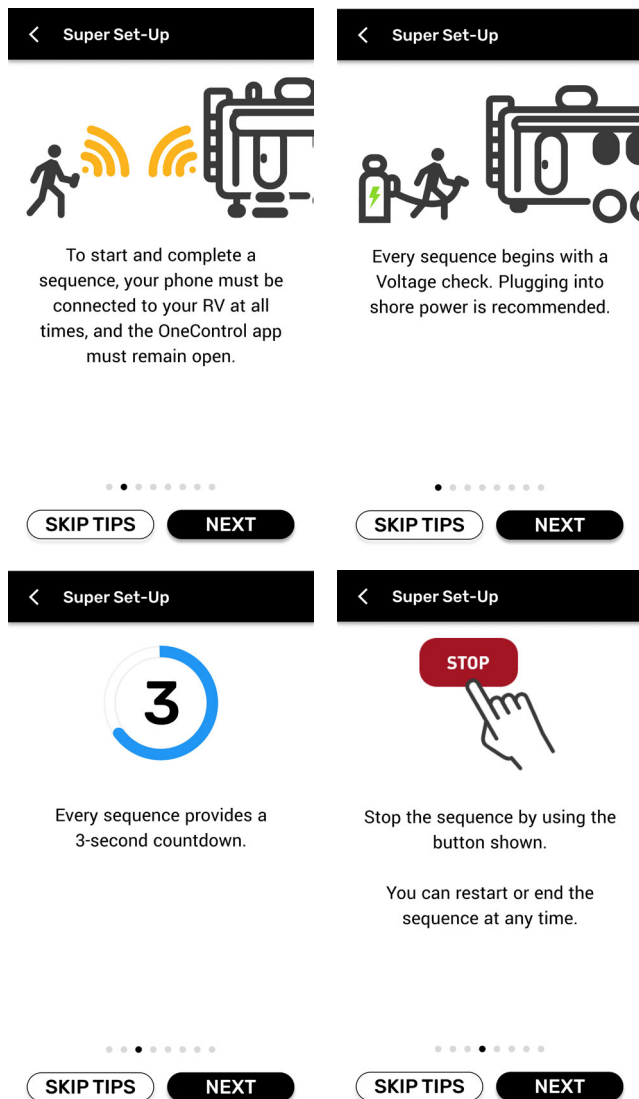 Super Set-Up
To start and complete a
sequence, your phone must be
connected to your RV at all
times, and the OneControl app
must remain open.
SKIP TIPS
NEXT
Super Set-Up
Every sequence begins with a
Voltage check. Plugging into
shore power is recommended.
SKIP TIPS
NEXT
Super Set-Up
3
Every sequence provides a
3-second countdown.
SKIP TIPS
NEXT
Super Set-Up
STOP
Stop the sequence by using the
button shown.
You can restart or end the
sequence at any time.
SKIP TIPS
NEXT